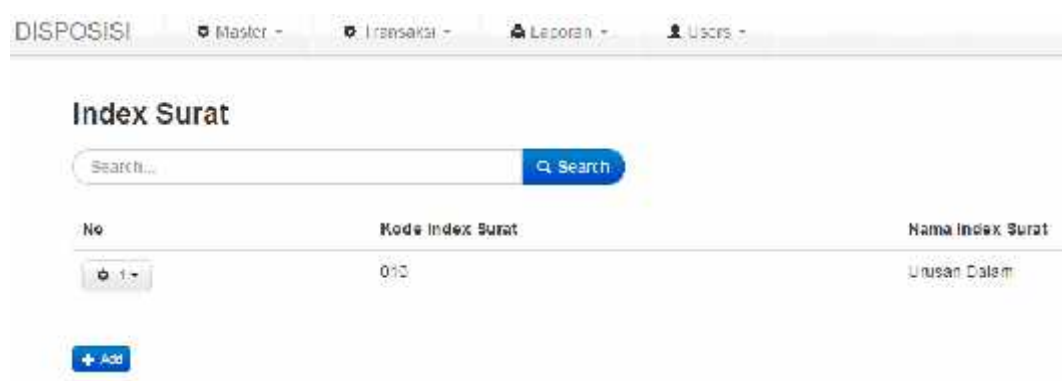 DISPOSISI Master Transaksi Laporan Users
Index Surat
Search...
Search
No Kode Index Surat Nama Index Surat
1 Urusan Dalam
Add